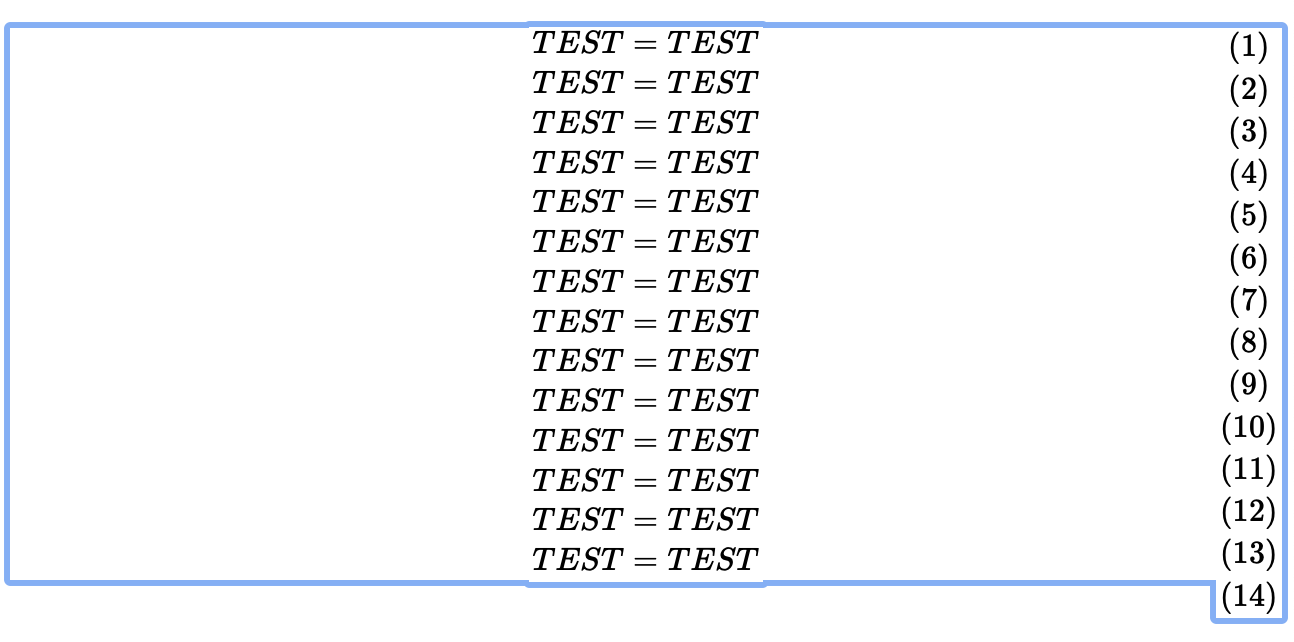 TEST = TEST (1)
TEST = TEST (2)
TEST = TEST (3)
TEST = TEST (4)
TEST = TEST (5)
TEST = TEST (6)
TEST = TEST (7)
TEST = TEST (8)
TEST = TEST (9)
TEST = TEST (10)
TEST = TEST (11)
TEST = TEST (12)
TEST = TEST (13)
TEST = TEST (14)